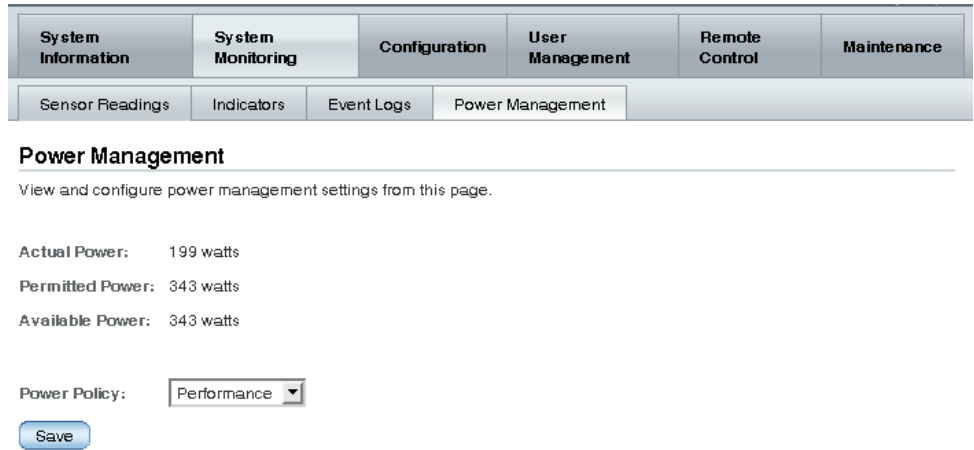 System Information
System Monitoring
Configuration
User Management
Remote Control
Maintenance
Sensor Readings
Indicators
Event Logs
Power Management
Power Management
View and configure power management settings from this page.
Actual Power: 199 watts
Permitted Power: 343 watts
Available Power: 343 watts
Power Policy: Performance
Save